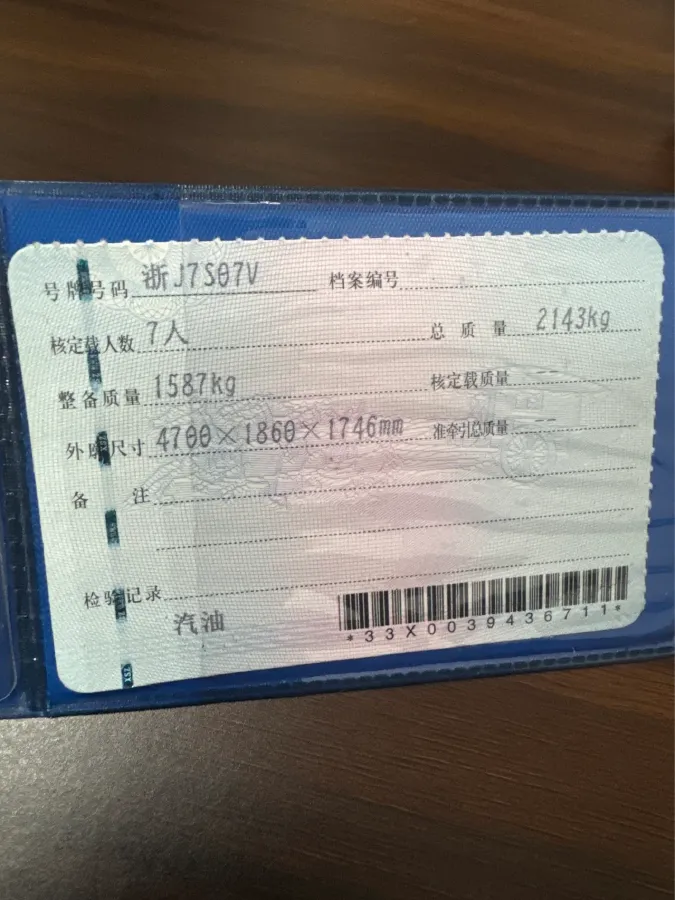 号牌号码 浙J7S07V 档案编号
核定载人数 7人 总质量 2143kg
整备质量 1587kg 核定载质量 --
外廓尺寸 4700×1860×1746mm 准牵引总质量 --
备注
检验记录
汽油
*33X0039436711*